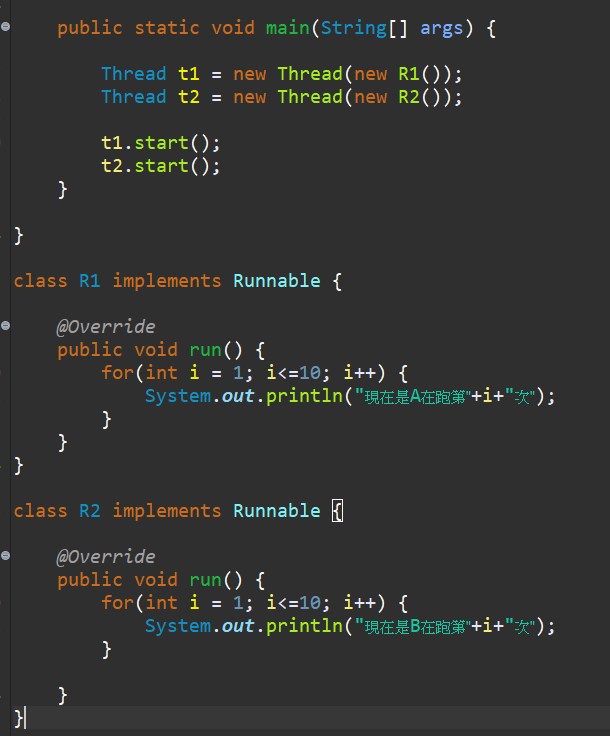 public static void main(String[] args) {
Thread t1 = new Thread(new R1());
Thread t2 = new Thread(new R2());
t1.start();
t2.start();
}
}
class R1 implements Runnable {
@Override
public void run() {
for(int i = 1; i<=10; i++) {
System.out.println("現在是A在跑第"+i+"次");
}
}
}
class R2 implements Runnable {
@Override
public void run() {
for(int i = 1; i<=10; i++) {
System.out.println("現在是B在跑第"+i+"次");
}
}
}